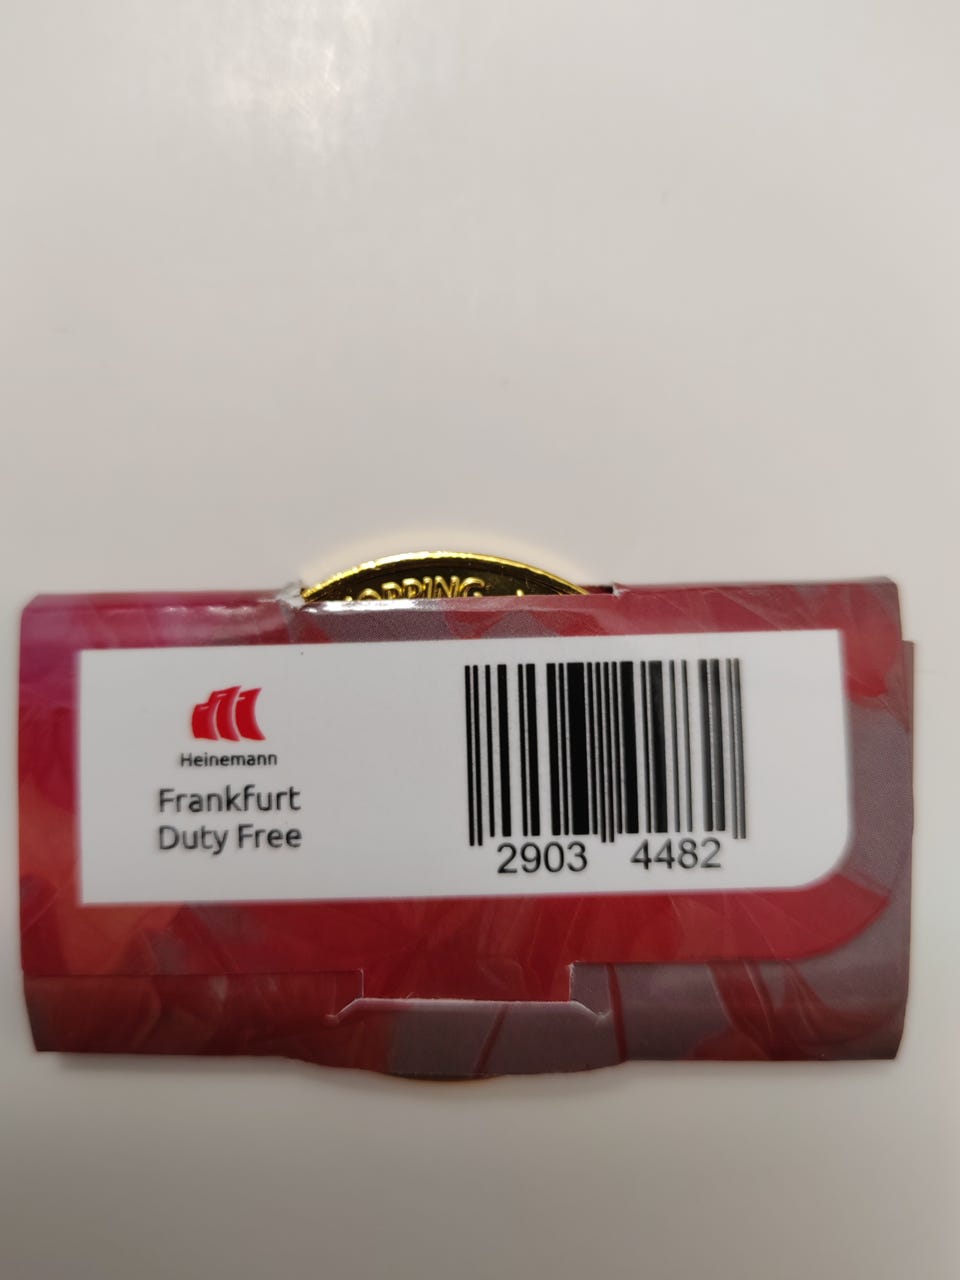 Heinemann
Frankfurt
Duty Free
2903 4482